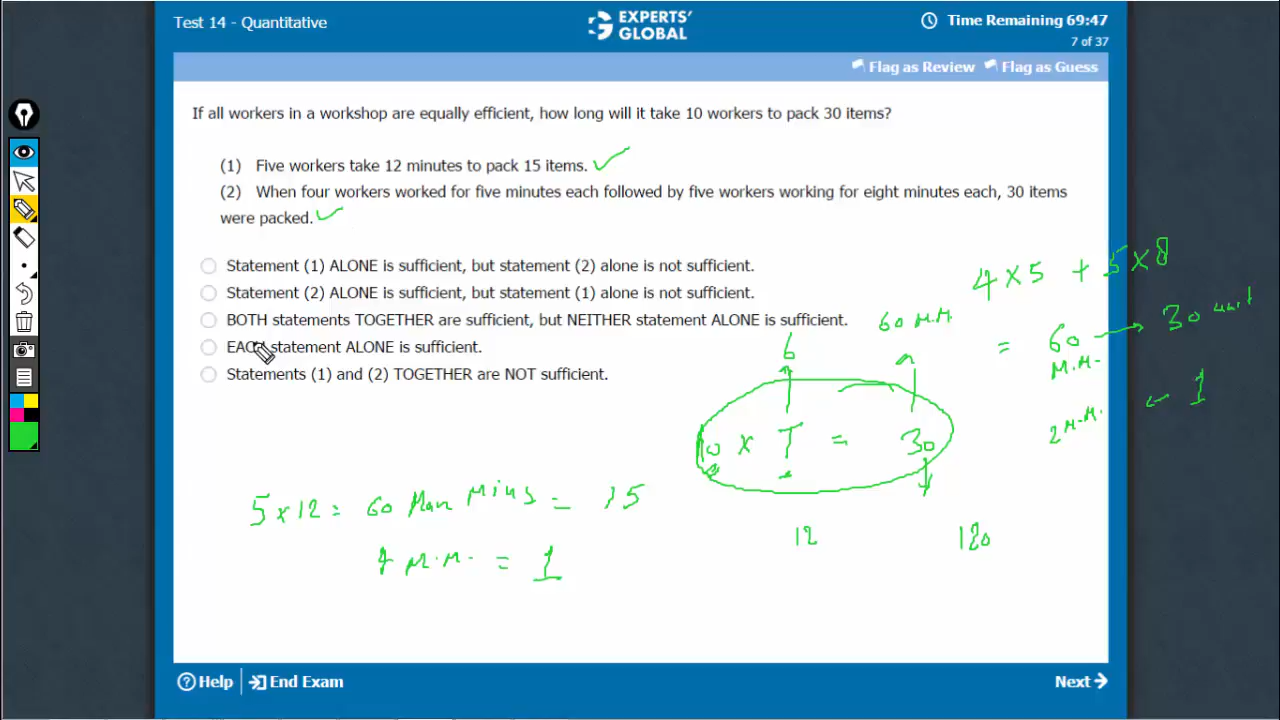 Test 14 - Quantitative
EXPERTS' GLOBAL
Time Remaining 69:47
7 of 37
Flag as Review Flag as Guess
If all workers in a workshop are equally efficient, how long will it take 10 workers to pack 30 items?
(1) Five workers take 12 minutes to pack 15 items.
(2) When four workers worked for five minutes each followed by five workers working for eight minutes each, 30 items
were packed.
Statement (1) ALONE is sufficient, but statement (2) alone is not sufficient.
Statement (2) ALONE is sufficient, but statement (1) alone is not sufficient.
BOTH statements TOGETHER are sufficient, but NEITHER statement ALONE is sufficient.
EACH statement ALONE is sufficient.
Statements (1) and (2) TOGETHER are NOT sufficient.
4 × 5 + 5 × 8
= 60 M.M. → 30 unit
2 M.M. ← 1
6
60 M.M.
10 × T = 30
12
120
5 × 12 = 60 Man Mins = 15
4 M.M. = 1
Help
End Exam
Next